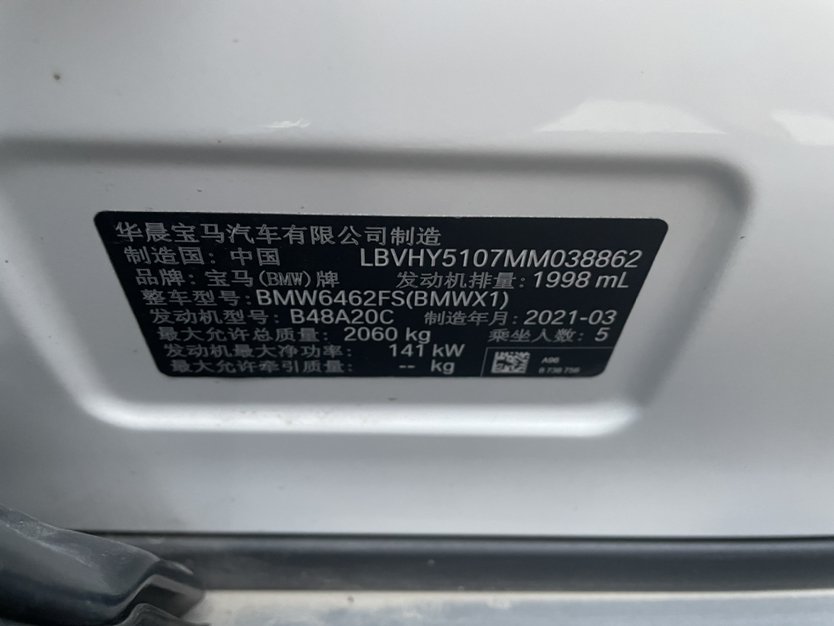 华晨宝马汽车有限公司制造
制造国：中国 LBVHY5107MM038862
品牌：宝马(BMW)牌 发动机排量：1998 mL
整车型号：BMW6462FS(BMWX1)
发动机型号：B48A20C 制造年月：2021-03
最大允许总质量：2060 kg 乘坐人数：5
发动机最大净功率：141 kW
最大允许牵引质量：-- kg
A96
8 736 756